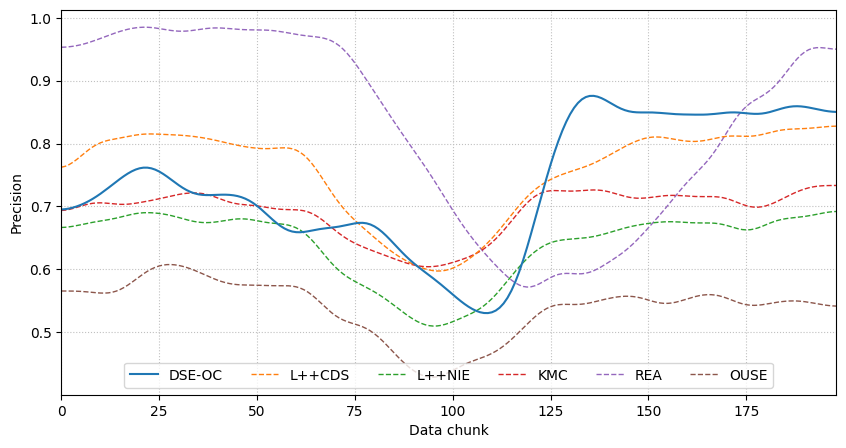 1.0
0.9
0.8
0.7
0.6
0.5
Precision
DSE-OC L++CDS L++NIE KMC REA OUSE
0 25 50 75 100 125 150 175
Data chunk